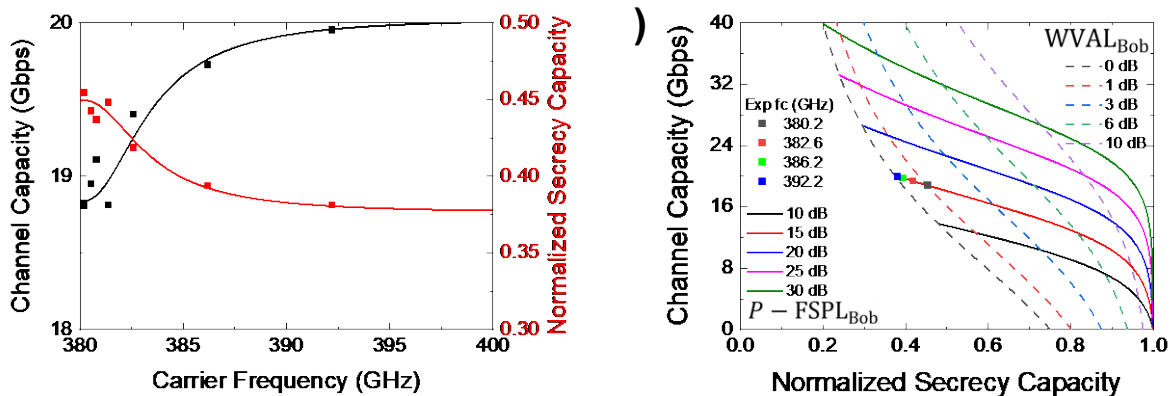 20
19
18
Channel Capacity (Gbps)
380
385
390
395
400
Carrier Frequency (GHz)
0.50
0.45
0.40
0.35
0.30
Normalized Secrecy Capacity
)
40
32
24
16
8
0
Channel Capacity (Gbps)
WVAL Bob
0 dB
1 dB
3 dB
6 dB
10 dB
Exp fc (GHz)
380.2
382.6
386.2
392.2
10 dB
15 dB
20 dB
25 dB
30 dB
P − FSPL Bob
0.0
0.2
0.4
0.6
0.8
1.0
Normalized Secrecy Capacity